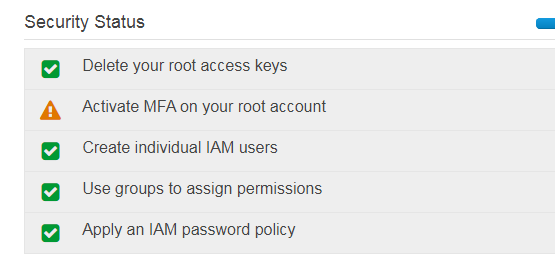 Security Status
Delete your root access keys
Activate MFA on your root account
Create individual IAM users
Use groups to assign permissions
Apply an IAM password policy